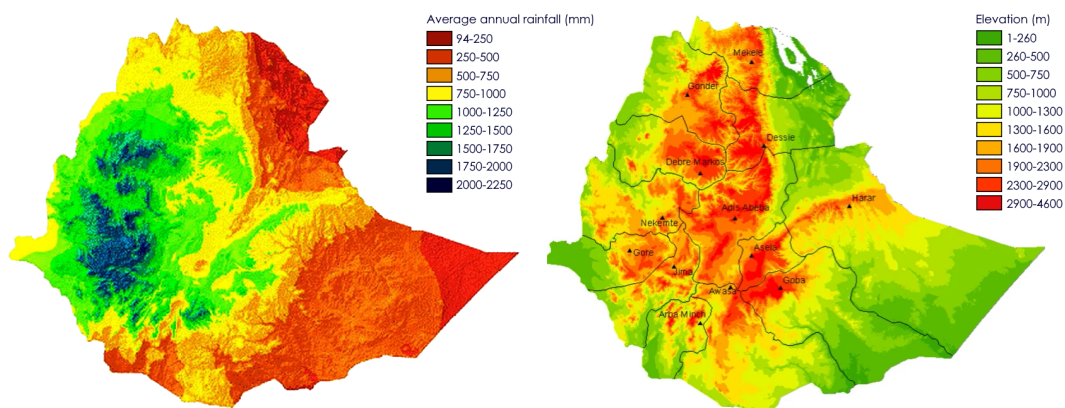 Average annual rainfall (mm)
94-250
250-500
500-750
750-1000
1000-1250
1250-1500
1500-1750
1750-2000
2000-2250
Elevation (m)
1-260
260-500
500-750
750-1000
1000-1300
1300-1600
1600-1900
1900-2300
2300-2900
2900-4600
Mekele
Gonder
Dessie
Debre Markos
Harar
Nekemte
Adis Abeba
Gore
Asela
Jima
Goba
Awasa
Arba Minch